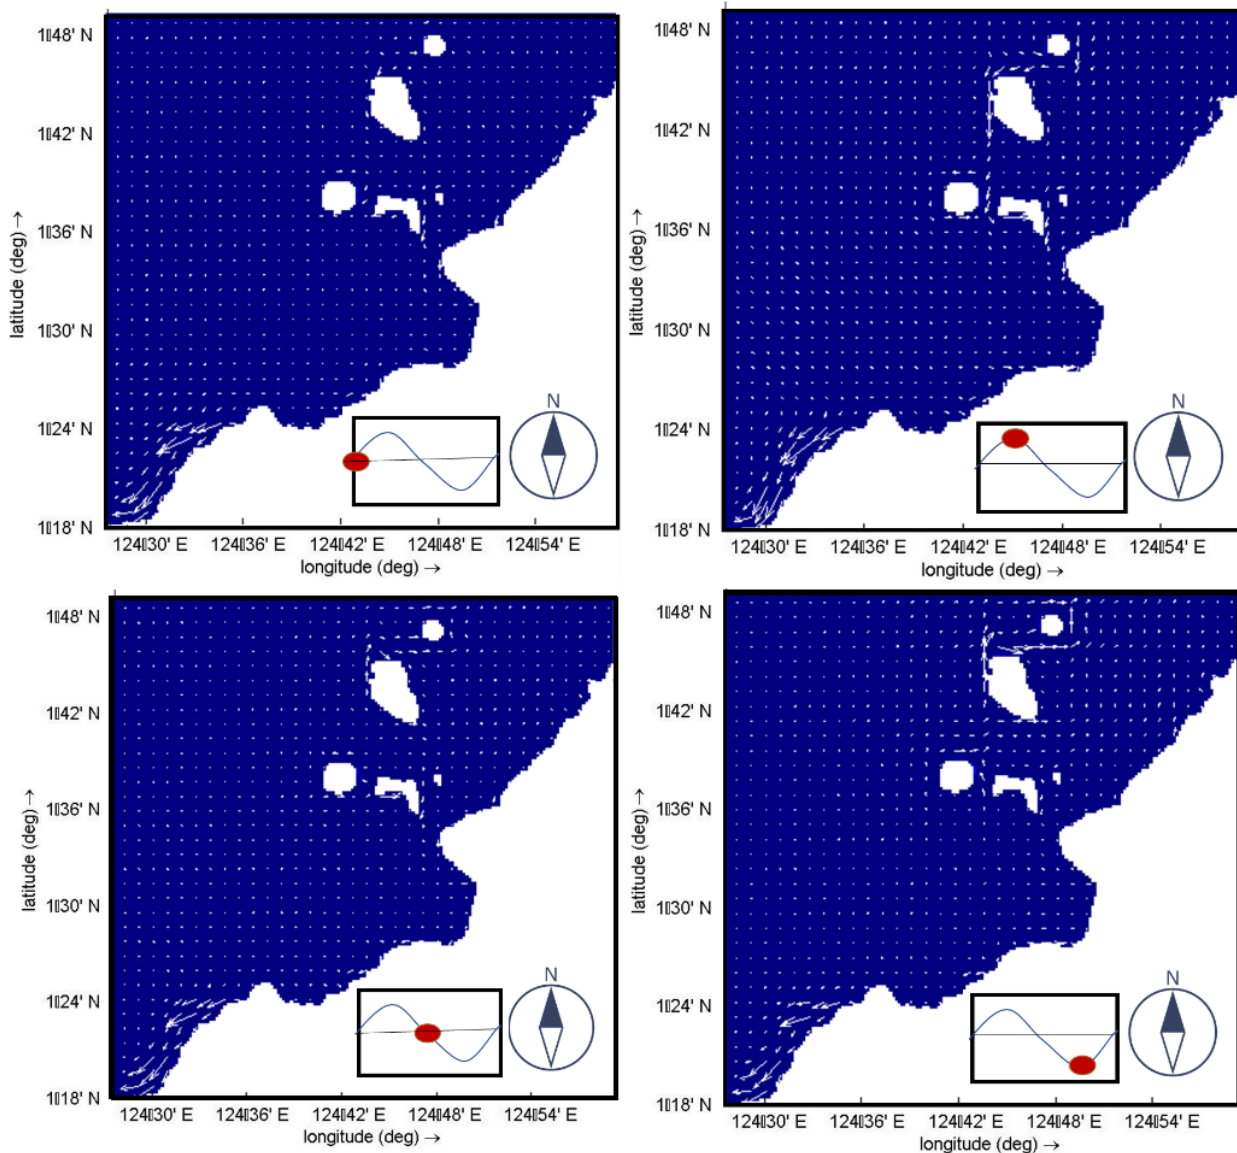 1▯48' N
1▯42' N
1▯36' N
1▯30' N
1▯24' N
1▯18' N
latitude (deg) →
N
124▯30' E 124▯36' E 124▯42' E 124▯48' E 124▯54' E
longitude (deg) →
1▯48' N
1▯42' N
1▯36' N
1▯30' N
1▯24' N
1▯18' N
latitude (deg) →
N
124▯30' E 124▯36' E 124▯42' E 124▯48' E 124▯54' E
longitude (deg) →
1▯48' N
1▯42' N
1▯36' N
1▯30' N
1▯24' N
1▯18' N
latitude (deg) →
N
124▯30' E 124▯36' E 124▯42' E 124▯48' E 124▯54' E
longitude (deg) →
1▯48' N
1▯42' N
1▯36' N
1▯30' N
1▯24' N
1▯18' N
latitude (deg) →
N
124▯30' E 124▯36' E 124▯42' E 124▯48' E 124▯54' E
longitude (deg) →